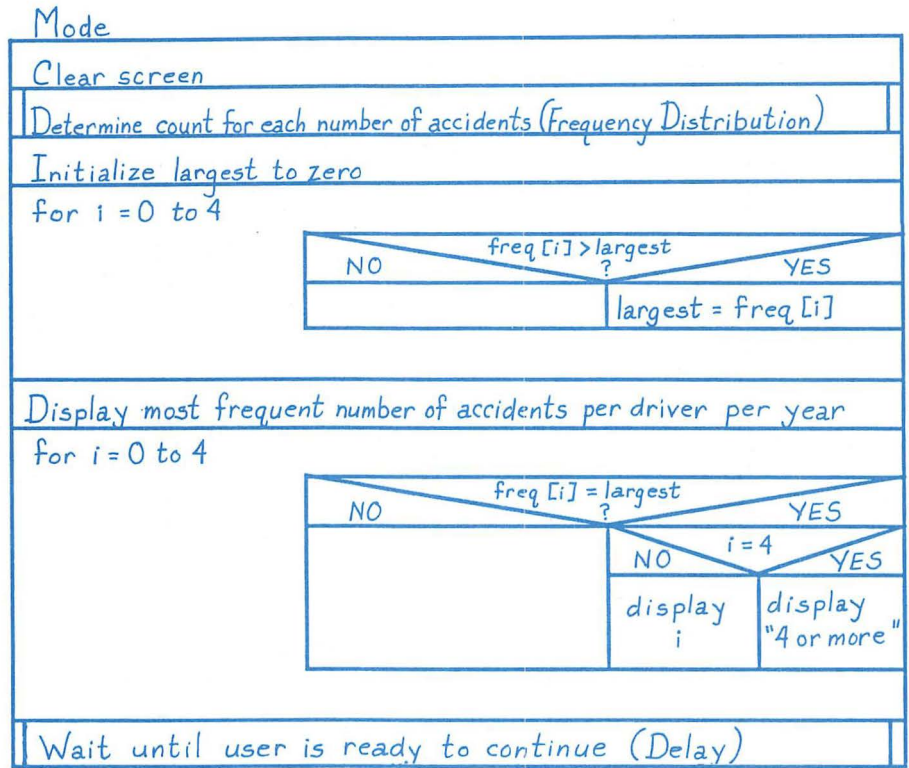 Mode
Clear screen
Determine count for each number of accidents (Frequency Distribution)
Initialize largest to zero
for i = 0 to 4
freq [i] > largest
?
NO
YES
largest = freq [i]
Display most frequent number of accidents per driver per year
for i = 0 to 4
freq [i] = largest
?
NO
YES
i = 4
NO
YES
display
i
display
"4 or more"
Wait until user is ready to continue (Delay)